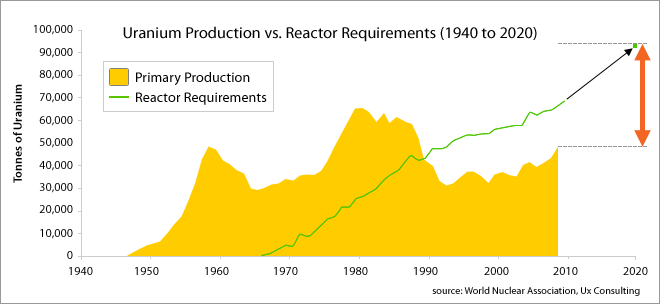 Uranium Production vs. Reactor Requirements (1940 to 2020)
Tonnes of Uranium
100,000
90,000
80,000
70,000
60,000
50,000
40,000
30,000
20,000
10,000
0
Primary Production
Reactor Requirements
1940 1950 1960 1970 1980 1990 2000 2010 2020
source: World Nuclear Association, Ux Consulting